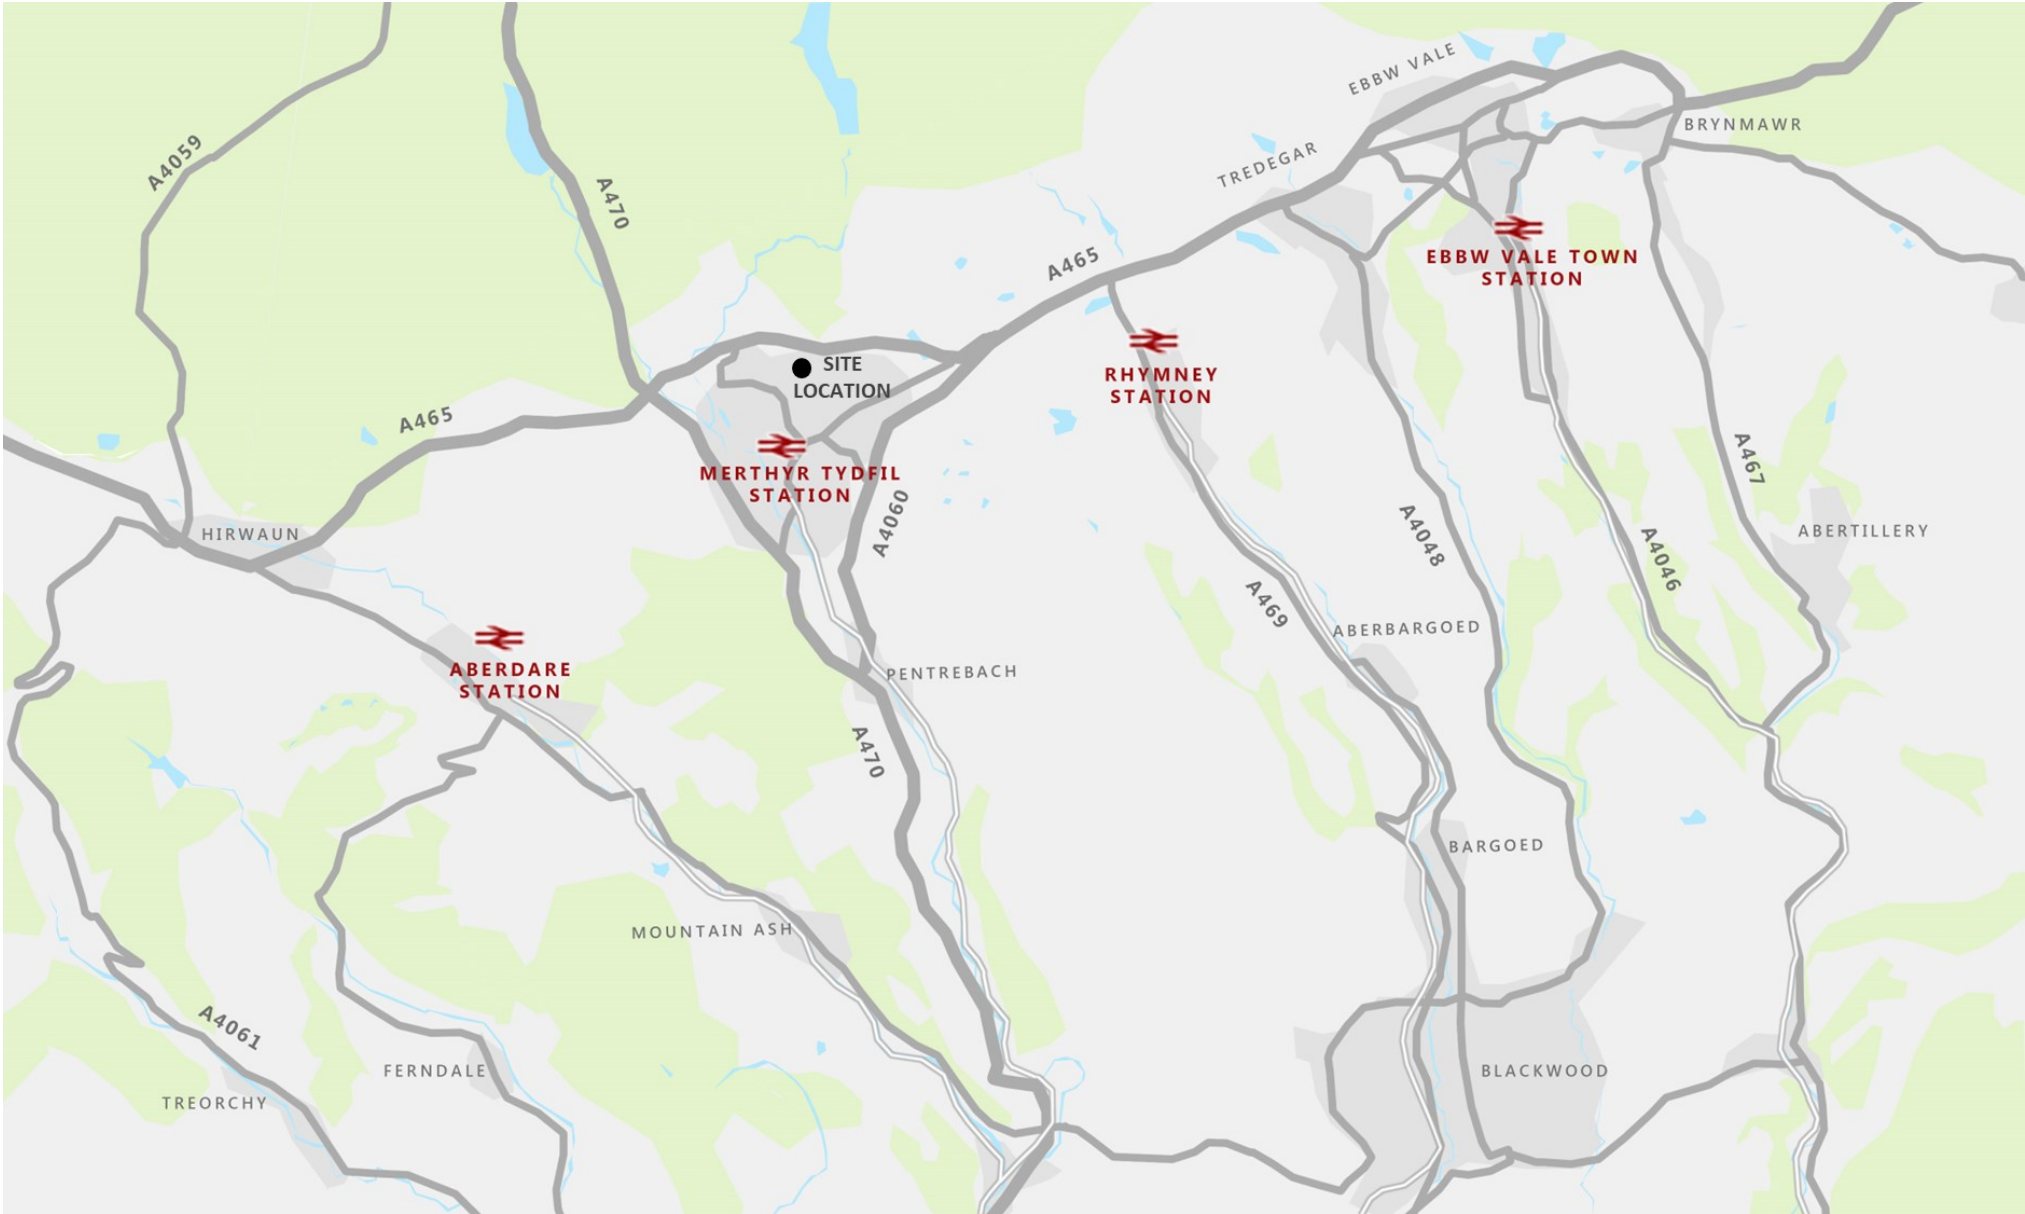 EBBW VALE
BRYNMAWR
A4059
TREDEGAR
A470
EBBW VALE TOWN
STATION
A465
SITE
LOCATION
RHYMNEY
STATION
A465
MERTHYR TYDFIL
STATION
A467
A4060
HIRWAUN
A4048
ABERTILLERY
A4046
A469
ABERBARGOED
ABERDARE
STATION
PENTREBACH
A470
BARGOED
MOUNTAIN ASH
A4061
FERNDALE
BLACKWOOD
TREORCHY